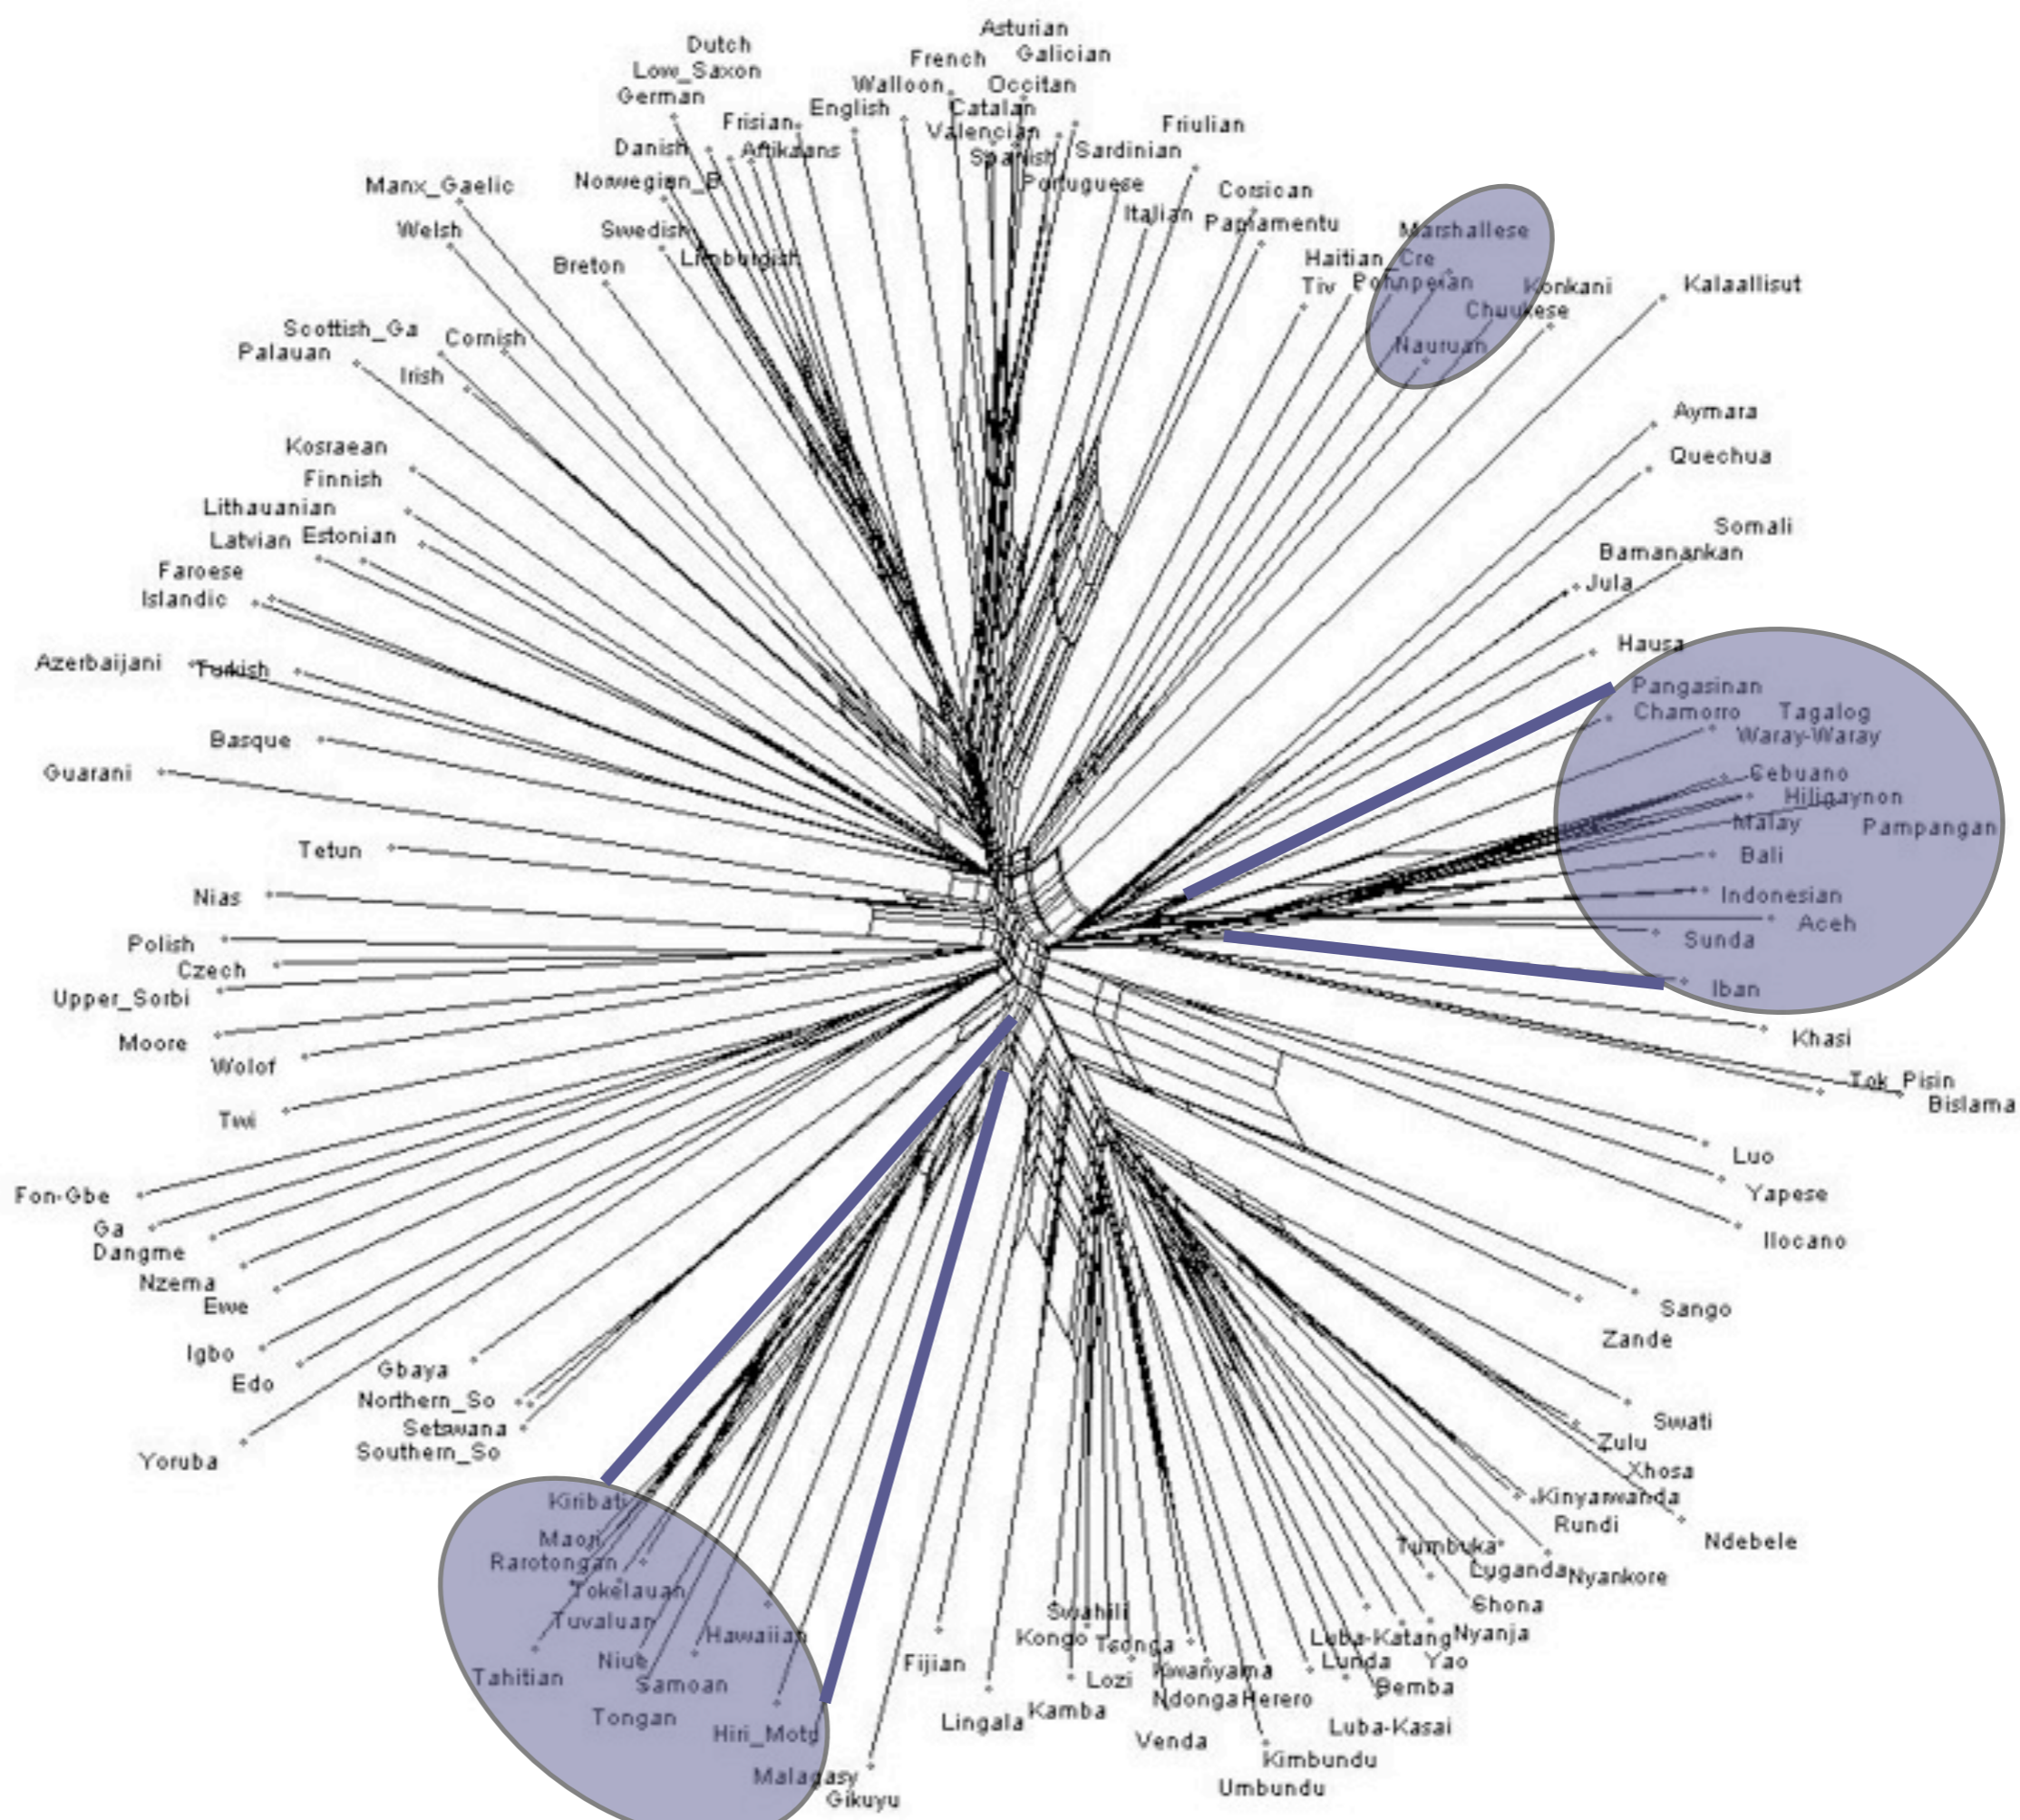 Asturian
Dutch
Galician
French
Low_Saxon
Walloon
Occitan
German
English
Catalan
Frisian
Friulian
Valencian
Danish
Afrikaans
Spanish
Sardinian
Manx_Gaelic
Norwegian_B
Portuguese
Corsican
Italian
Papiamentu
Welsh
Swedish
Marshallese
Limburgish
Haitian_Cre
Breton
Tiv
Pohnpeian
Konkani
Kalaallisut
Chuukese
Scottish_Ga
Cornish
Nauruan
Palauan
Irish
Aymara
Kosraean
Quechua
Finnish
Lithauanian
Somali
Latvian
Estonian
Bamanankan
Faroese
Jula
Islandic
Hausa
Azerbaijani
Turkish
Pangasinan
Chamorro
Tagalog
Basque
Waray-Waray
Guarani
Cebuano
Hiligaynon
Malay
Pampangan
Tetun
Bali
Nias
Indonesian
Aceh
Polish
Sunda
Czech
Iban
Upper_Sorbi
Moore
Khasi
Wolof
Tok_Pisin
Bislama
Twi
Luo
Fon-Gbe
Yapese
Ga
Dangme
Ilocano
Nzema
Ewe
Sango
Zande
Igbo
Edo
Gbaya
Northern_So
Setswana
Swati
Southern_So
Zulu
Yoruba
Xhosa
Kiribati
Kinyarwanda
Rundi
Maori
Ndebele
Rarotongan
Tumbuka
Luganda
Nyankore
Tokelauan
Shona
Tuvaluan
Swahili
Hawaiian
Kongo
Tsonga
Luba-Katang
Nyanja
Niue
Fijian
Lunda
Yao
Tahitian
Samoan
Lozi
Kwanyama
Bemba
Ndonga
Herero
Tongan
Kamba
Hiri_Motu
Lingala
Luba-Kasai
Venda
Kimbundu
Malagasy
Umbundu
Gikuyu